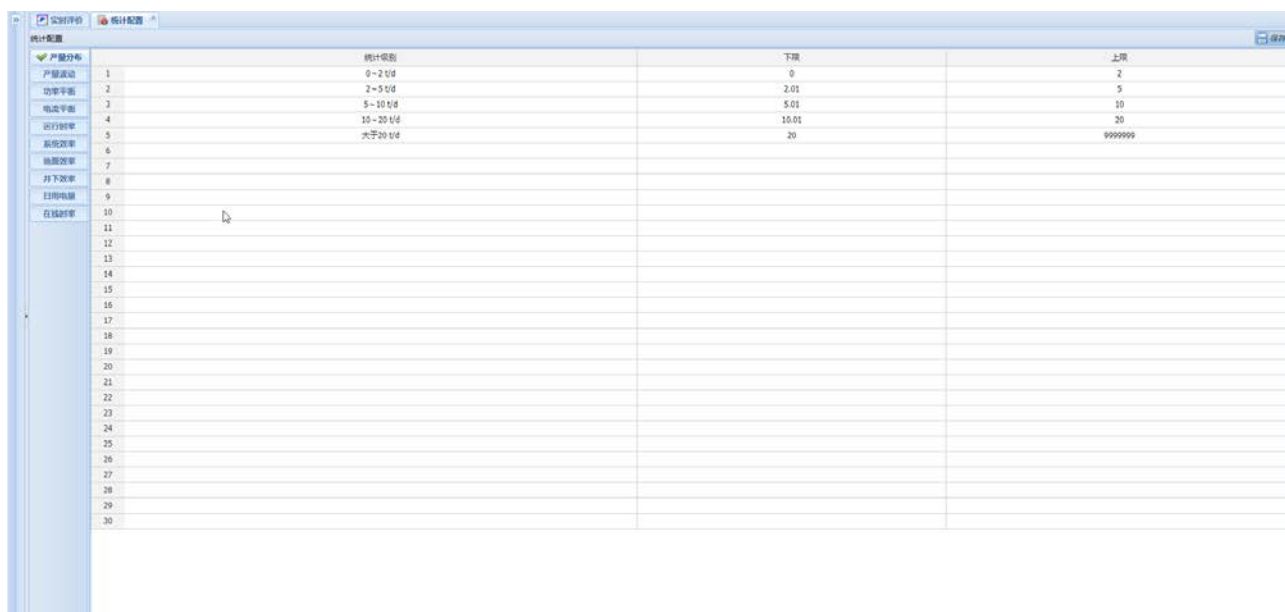 实时评价 统计配置
统计配置 保存
产量分布 统计级别 下限 上限
产量波动 1 0~2 t/d 0 2
功率平衡 2 2~5 t/d 2.01 5
电流平衡 3 5~10 t/d 5.01 10
运行时率 4 10~20 t/d 10.01 20
系统效率 5 大于20 t/d 20 9999999
地面效率 6
井下效率 7
日用电量 8
在线时率 9
10
11
12
13
14
15
16
17
18
19
20
21
22
23
24
25
26
27
28
29
30